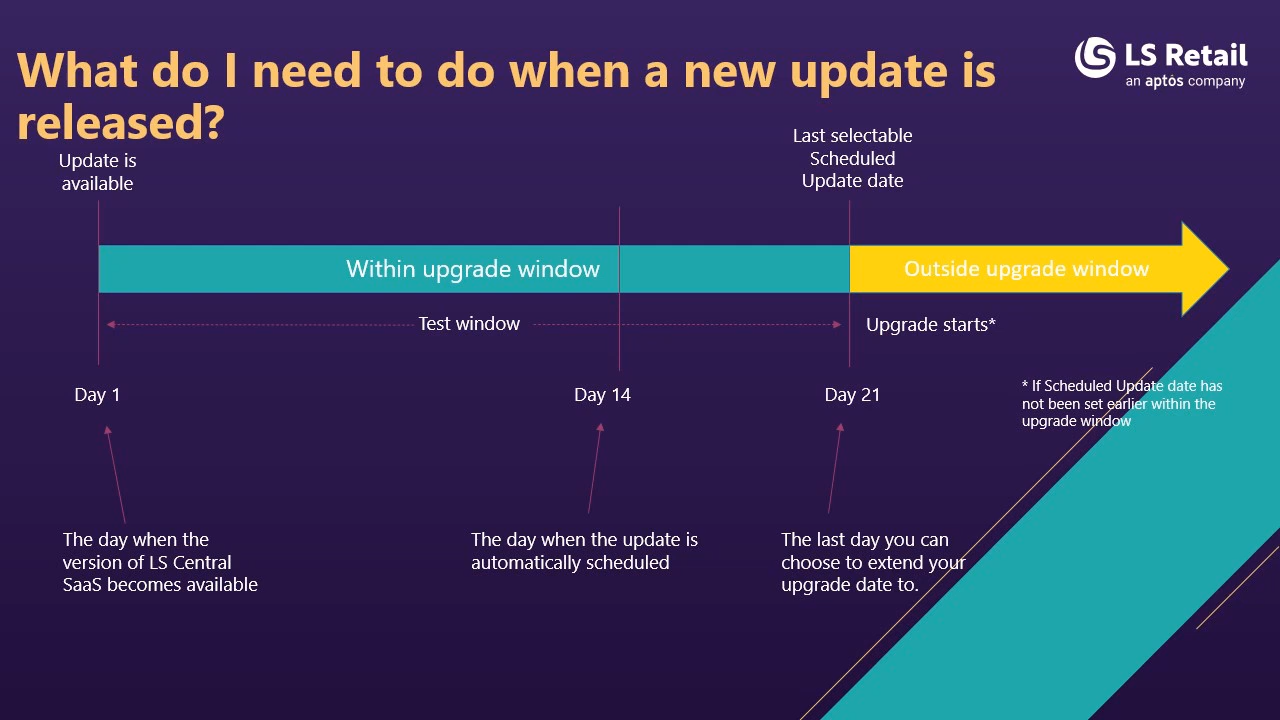 What do I need to do when a new update is
released?
LS Retail
an aptos company
Update is
available
Last selectable
Scheduled
Update date
Within upgrade window
Outside upgrade window
Test window
Upgrade starts*
Day 1
Day 14
Day 21
* If Scheduled Update date has
not been set earlier within the
upgrade window
The day when the
version of LS Central
SaaS becomes available
The day when the update is
automatically scheduled
The last day you can
choose to extend your
upgrade date to.